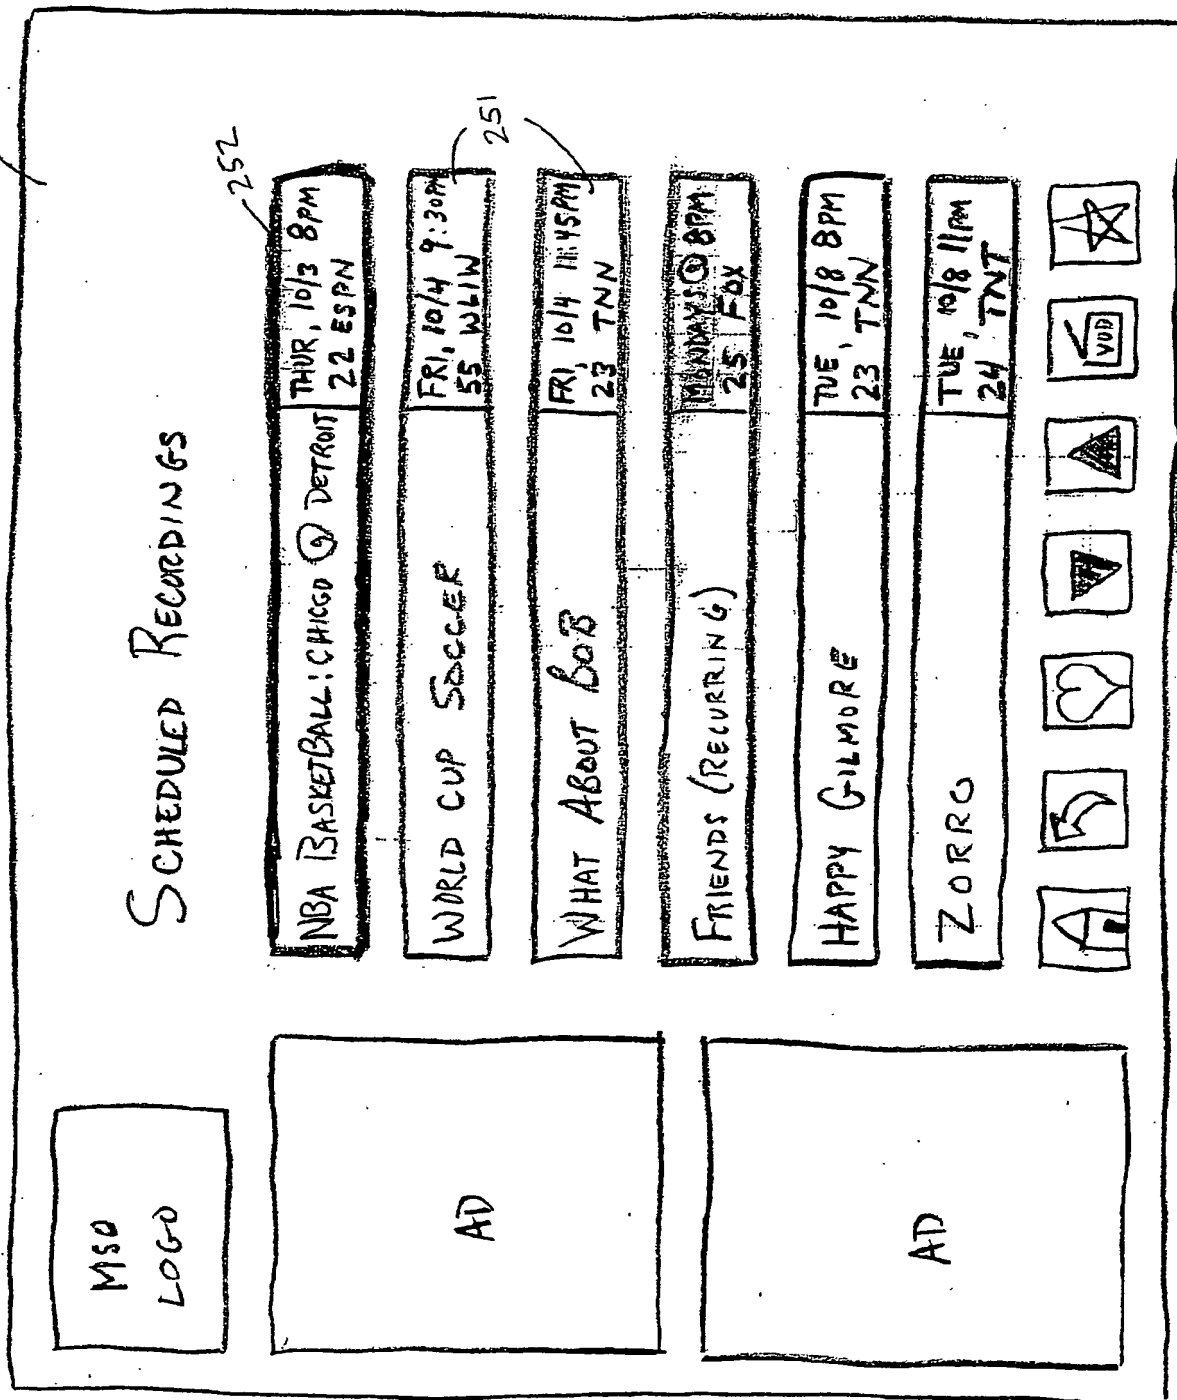 SCHEDULED RECORDINGS
MSO
LOGO
AD
AD
252
NBA BASKETBALL: CHICGO @ DETROIT
THUR, 10/3 8PM
22 ESPN
WORLD CUP SOCCER
FRI, 10/4 9:30PM
55 WLIW
251
WHAT ABOUT BOB
FRI, 10/4 11:45PM
23 TNN
FRIENDS (RECURRING)
MONDAYS @ 8PM
25 FOX
HAPPY GILMORE
TUE, 10/8 8PM
23 TNN
ZORRO
TUE, 10/8 11PM
24 TNT
VOD